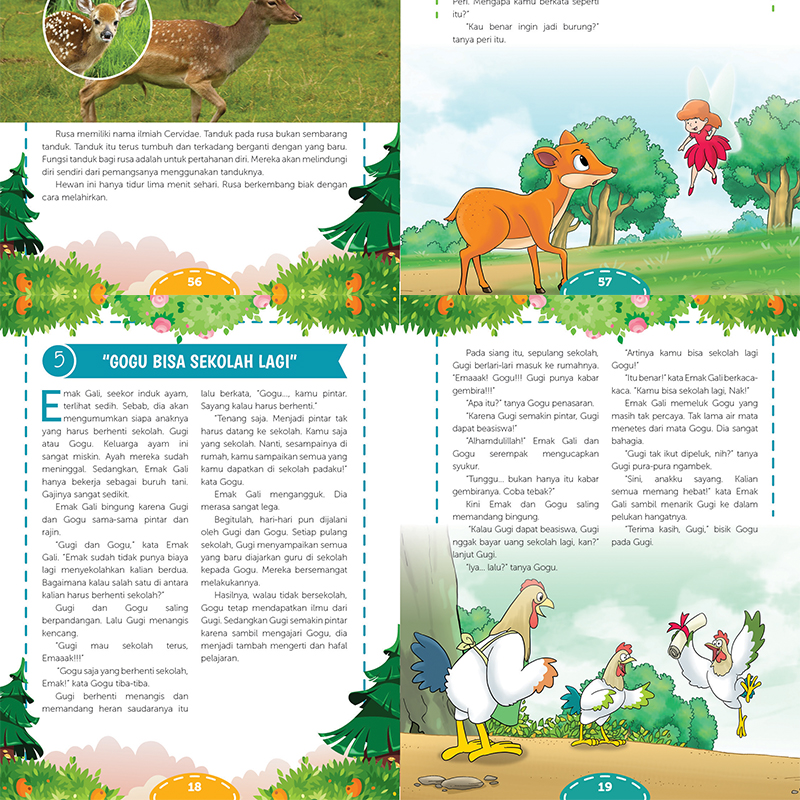 Rusa memiliki nama ilmiah Cervidae. Tanduk pada rusa bukan sembarang
tanduk. Tanduk itu terus tumbuh dan terkadang berganti dengan yang baru.
Fungsi tanduk bagi rusa adalah untuk pertahanan diri. Mereka akan melindungi
diri sendiri dari pemangsanya menggunakan tanduknya.
Hewan ini hanya tidur lima menit sehari. Rusa berkembang biak dengan
cara melahirkan.
56
Peri. Mengapa kamu berkata seperti
itu?"
"Kau benar ingin jadi burung?"
tanya peri itu.
57
5
"GOGU BISA SEKOLAH LAGI"
Emak Gali, seekor induk ayam,
terlihat sedih. Sebab, dia akan
mengumumkan siapa anaknya
yang harus berhenti sekolah. Gugi
atau Gogu. Keluarga ayam ini
sangat miskin. Ayah mereka sudah
meninggal. Sedangkan, Emak Gali
hanya bekerja sebagai buruh tani.
Gajinya sangat sedikit.
Emak Gali bingung karena Gugi
dan Gogu sama-sama pintar dan
rajin.
"Gugi dan Gogu," kata Emak
Gali. "Emak sudah tidak punya biaya
lagi menyekolahkan kalian berdua.
Bagaimana kalau salah satu di antara
kalian harus berhenti sekolah?"
Gugi dan Gogu saling
berpandangan. Lalu Gugi menangis
kencang.
"Gugi mau sekolah terus,
Emaaak!!!"
"Gogu saja yang berhenti sekolah,
Emak!" kata Gogu tiba-tiba.
Gugi berhenti menangis dan
memandang heran saudaranya itu
lalu berkata, "Gogu..., kamu pintar.
Sayang kalau harus berhenti."
"Tenang saja. Menjadi pintar tak
harus datang ke sekolah. Kamu saja
yang sekolah. Nanti, sesampainya di
rumah, kamu sampaikan semua yang
kamu dapatkan di sekolah padaku!"
kata Gogu.
Emak Gali mengangguk. Dia
merasa sangat lega.
Begitulah, hari-hari pun dijalani
oleh Gugi dan Gogu. Setiap pulang
sekolah, Gugi menyampaikan semua
yang baru diajarkan guru di sekolah
kepada Gogu. Mereka bersemangat
melakukannya.
Hasilnya, walau tidak bersekolah,
Gogu tetap mendapatkan ilmu dari
Gugi. Sedangkan Gugi semakin pintar
karena sambil mengajari Gogu, dia
menjadi tambah mengerti dan hafal
pelajaran.
18
Pada siang itu, sepulang sekolah,
Gugi berlari-lari masuk ke rumahnya.
"Emaaak! Gogu!!! Gugi punya kabar
gembira!!!"
"Apa itu?" tanya Gogu penasaran.
"Karena Gugi semakin pintar, Gugi
dapat beasiswa!"
"Alhamdulillah!" Emak Gali dan
Gogu serempak mengucapkan
syukur.
"Tunggu... bukan hanya itu kabar
gembiranya. Coba tebak?"
Kini Emak dan Gogu saling
memandang bingung.
"Kalau Gugi dapat beasiswa, Gugi
nggak bayar uang sekolah lagi, kan?"
lanjut Gugi.
"Iya... lalu?" tanya Gogu.
"Artinya kamu bisa sekolah lagi
Gogu!"
"Itu benar!" kata Emak Gali berkaca-
kaca. "Kamu bisa sekolah lagi, Nak!"
Emak Gali memeluk Gogu yang
masih tak percaya. Tak lama air mata
menetes dari mata Gogu. Dia sangat
bahagia.
"Gugi tak ikut dipeluk, nih?" tanya
Gugi pura-pura ngambek.
"Sini, anakku sayang. Kalian
semua memang hebat!" kata Emak
Gali sambil menarik Gugi ke dalam
pelukan hangatnya.
"Terima kasih, Gugi," bisik Gogu
pada Gugi.
19